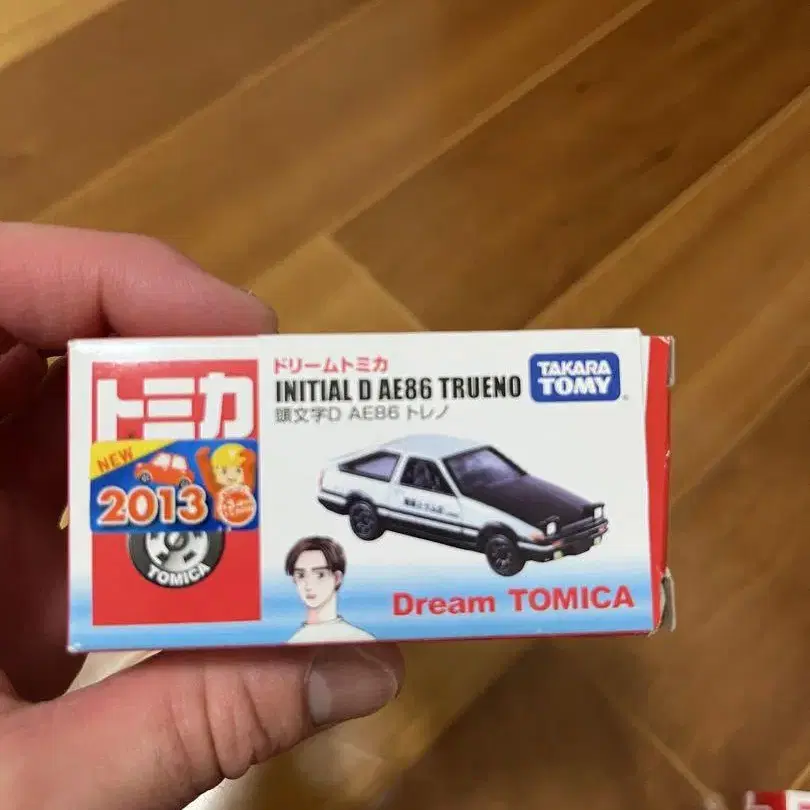 トミカ
NEW
2013
TOMICA
ドリームトミカ
INITIAL D AE86 TRUENO
頭文字D AE86 トレノ
TAKARA
TOMY
Dream TOMICA